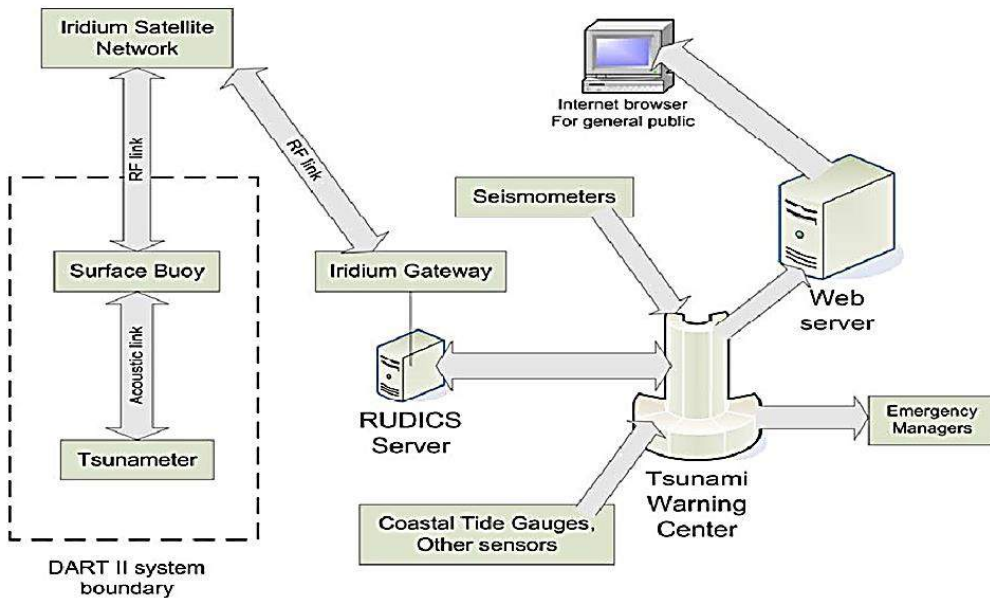 Iridium Satellite
Network
RF link
RF link
Surface Buoy
Acoustic link
Tsunameter
DART II system
boundary
Iridium Gateway
RUDICS
Server
Internet browser
For general public
Seismometers
Web
server
Tsunami
Warning
Center
Emergency
Managers
Coastal Tide Gauges,
Other sensors